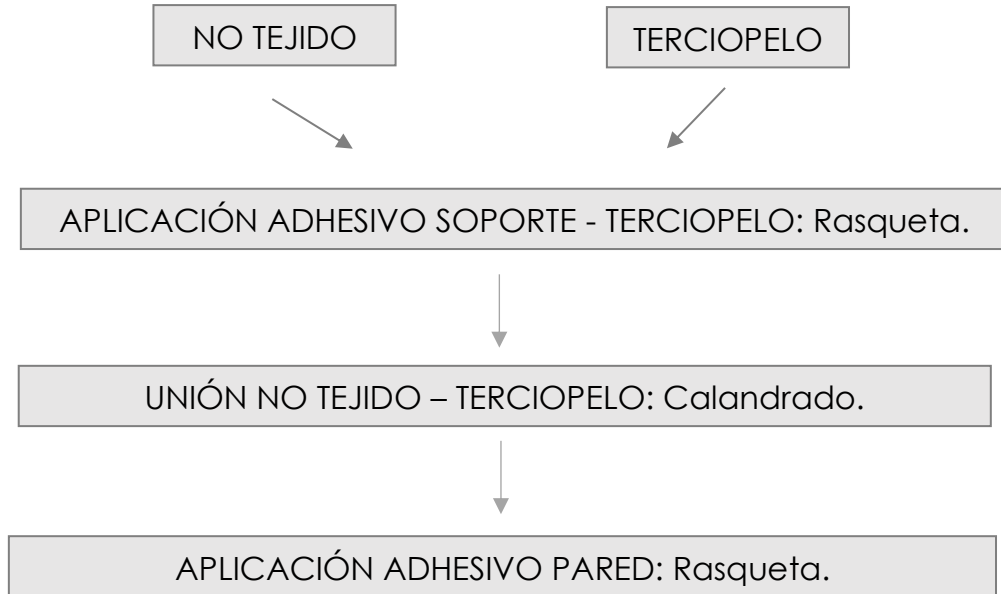 NO TEJIDO
TERCIOPELO
APLICACIÓN ADHESIVO SOPORTE - TERCIOPELO: Rasqueta.
UNIÓN NO TEJIDO – TERCIOPELO: Calandrado.
APLICACIÓN ADHESIVO PARED: Rasqueta.